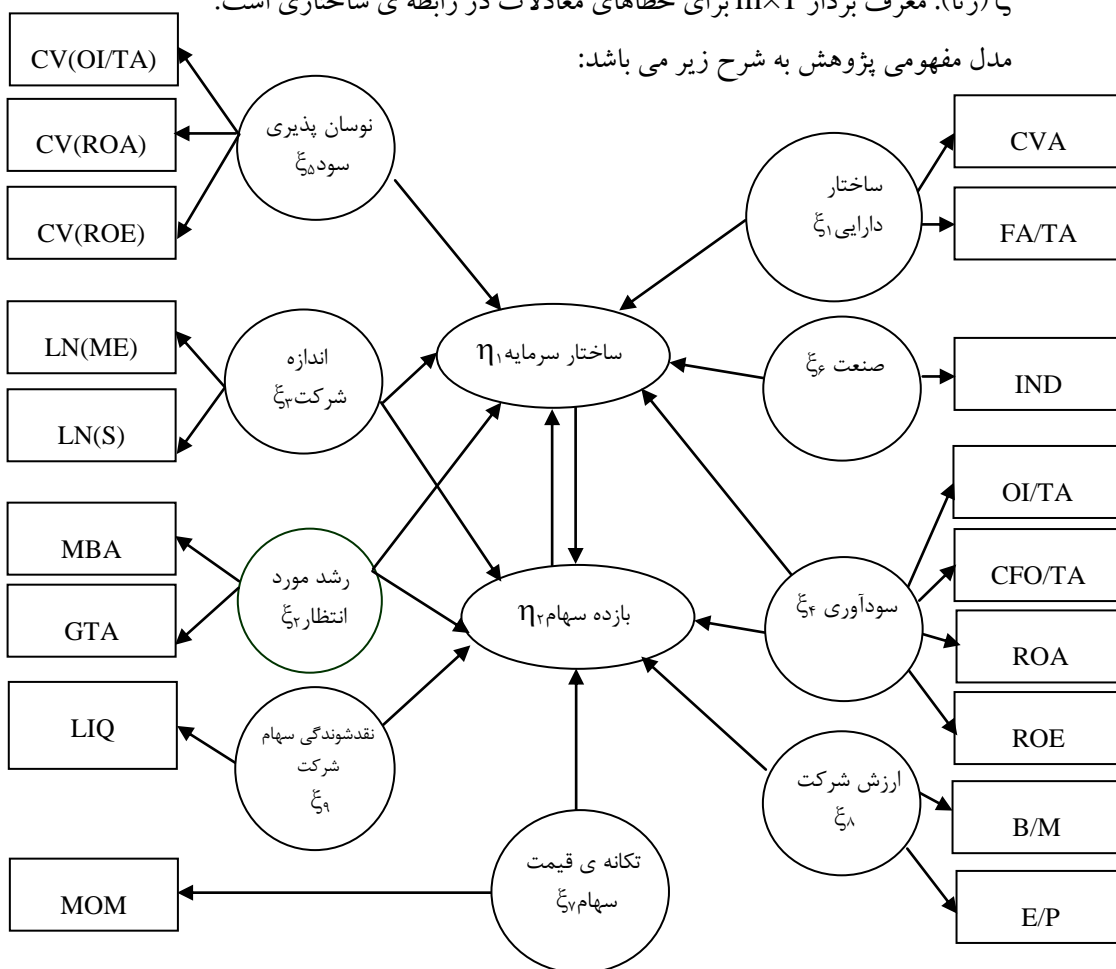 ζ (زتا): معرف بردار m×1 برای خطاهای معادلات در رابطه ی ساختاری است.
مدل مفهومی پژوهش به شرح زیر می باشد:
CV(OI/TA)
CV(ROA)
CV(ROE)
نوسان پذیری
سود ξ۵
ساختار
دارایی ξ۱
CVA
FA/TA
LN(ME)
LN(S)
اندازه
شرکت ξ۳
ساختار سرمایه η۱
صنعت ξ۶
IND
MBA
GTA
رشد مورد
انتظار ξ۲
بازده سهام η۲
سودآوری ξ۴
OI/TA
CFO/TA
ROA
ROE
LIQ
نقدشوندگی سهام
شرکت
ξ۹
ارزش شرکت
ξ۸
B/M
E/P
MOM
تکانه ی قیمت
سهام ξ۷